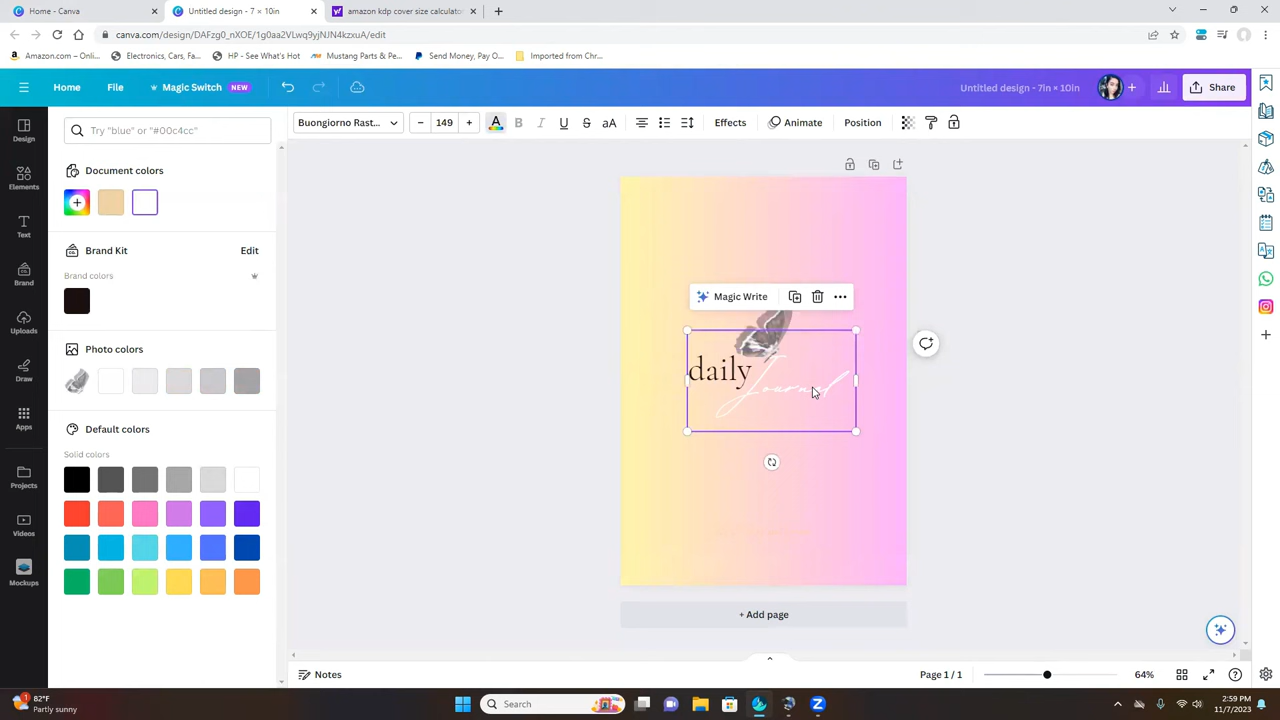 Home - Canva
Untitled design - 7 × 10in
amazon kdp cover size calculator
canva.com/design/DAFzg0_nXOE/1g0aa2VLwq9yjNJN4kzxuA/edit
Amazon.com – Onli...
Electronics, Cars, Fa...
HP - See What's Hot
Mustang Parts & Pe...
Send Money, Pay O...
Imported from Chr...
Home
File
Magic Switch NEW
Untitled design - 7in × 10in
Share
Try "blue" or "#00c4cc"
Buongiorno Rast...
– 149 +
A B I U S aA
Effects
Animate
Position
Design
Elements
Text
Brand
Uploads
Draw
Apps
Projects
Videos
Mockups
Document colors
Brand Kit Edit
Brand colors
Photo colors
Default colors
Solid colors
Magic Write
daily
Journal
+ Add page
Notes
Page 1 / 1
64%
82°F
Partly sunny
Search
2:59 PM
11/7/2023